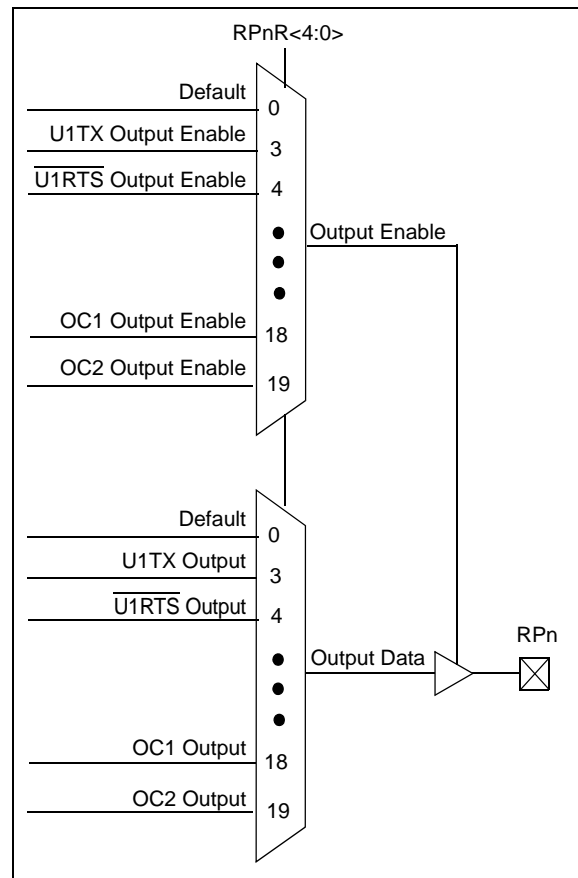 RPnR<4:0>
Default
0
U1TX Output Enable
3
U1RTS Output Enable
4
Output Enable
OC1 Output Enable
18
OC2 Output Enable
19
Default
0
U1TX Output
3
U1RTS Output
4
RPn
Output Data
OC1 Output
18
OC2 Output
19